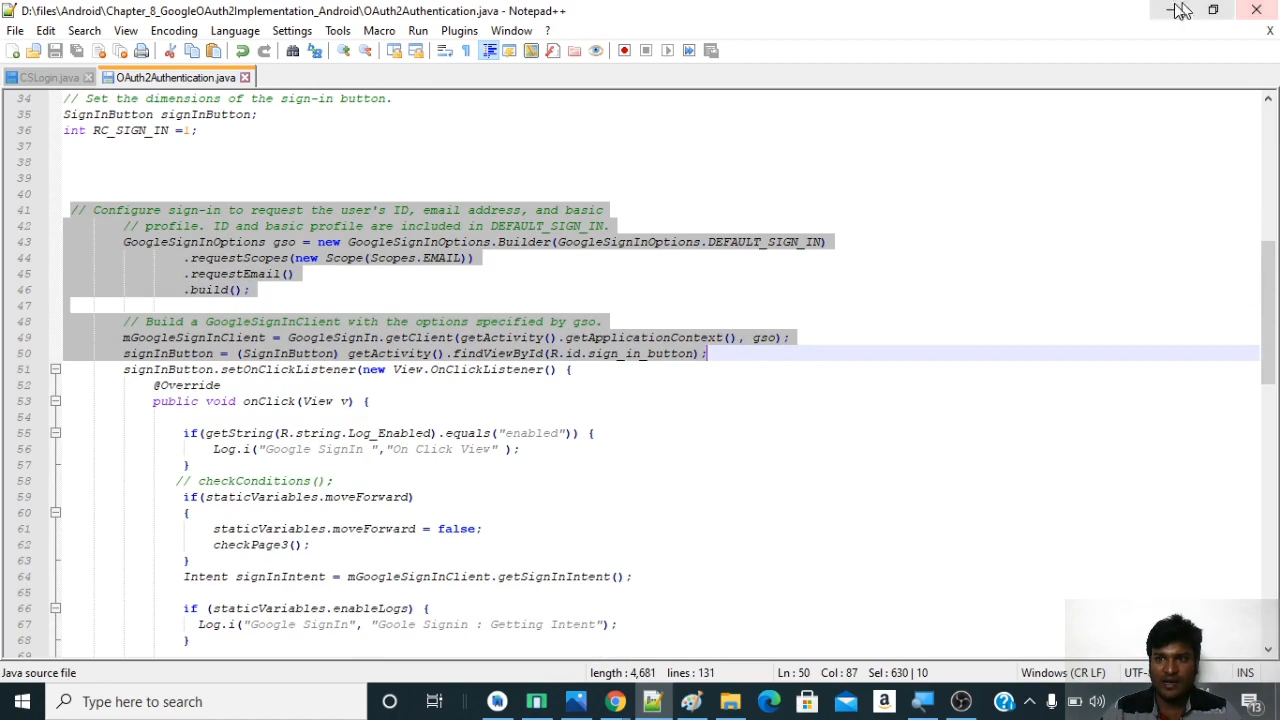 D:\files\Android\Chapter_8_GoogleOAuth2Implementation_Android\OAuth2Authentication.java - Notepad++
File Edit Search View Encoding Language Settings Tools Macro Run Plugins Window ? X
CSLogin.java OAuth2Authentication.java
34 // Set the dimensions of the sign-in button.
35 SignInButton signInButton;
36 int RC_SIGN_IN =1;
37
38
39
40
41 // Configure sign-in to request the user's ID, email address, and basic
42 // profile. ID and basic profile are included in DEFAULT_SIGN_IN.
43 GoogleSignInOptions gso = new GoogleSignInOptions.Builder(GoogleSignInOptions.DEFAULT_SIGN_IN)
44 .requestScopes(new Scope(Scopes.EMAIL))
45 .requestEmail()
46 .build();
47
48 // Build a GoogleSignInClient with the options specified by gso.
49 mGoogleSignInClient = GoogleSignIn.getClient(getActivity().getApplicationContext(), gso);
50 signInButton = (SignInButton) getActivity().findViewById(R.id.sign_in_button);
51 signInButton.setOnClickListener(new View.OnClickListener() {
52 @Override
53 public void onClick(View v) {
54
55 if(getString(R.string.Log_Enabled).equals("enabled")) {
56 Log.i("Google SignIn ","On Click View" );
57 }
58 // checkConditions();
59 if(staticVariables.moveForward)
60 {
61 staticVariables.moveForward = false;
62 checkPage3();
63 }
64 Intent signInIntent = mGoogleSignInClient.getSignInIntent();
65
66 if (staticVariables.enableLogs) {
67 Log.i("Google SignIn", "Goole Signin : Getting Intent");
68 }
Java source file length : 4,681 lines : 131 Ln : 50 Col : 87 Sel : 630 | 10 Windows (CR LF) UTF- INS
Type here to search 13